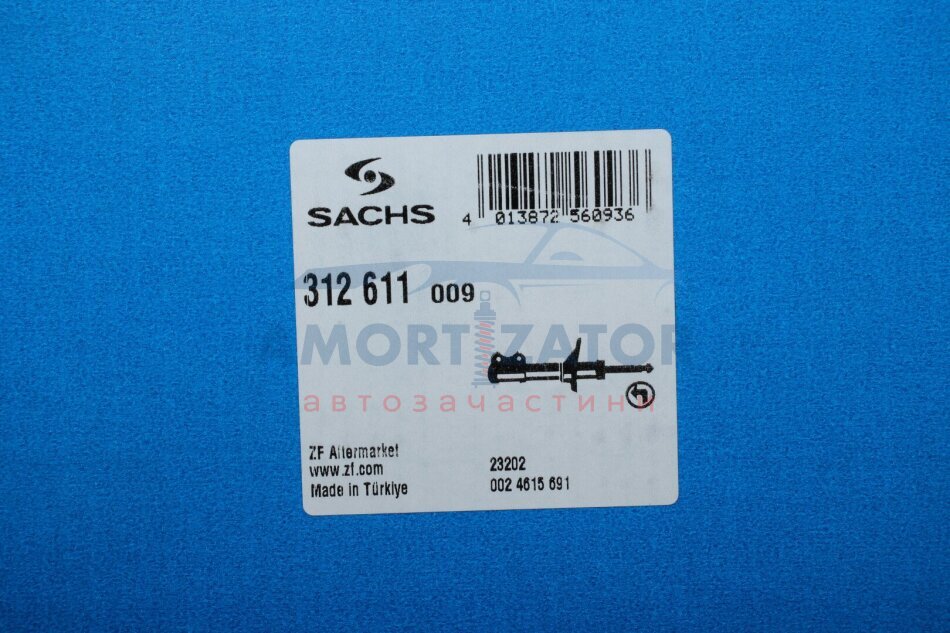 SACHS
4 013872 560936
312 611 009
AMORTIZATOR
автозачастини
ZF Aftermarket
www.zf.com
Made in Türkiye
23202
002 4615 691